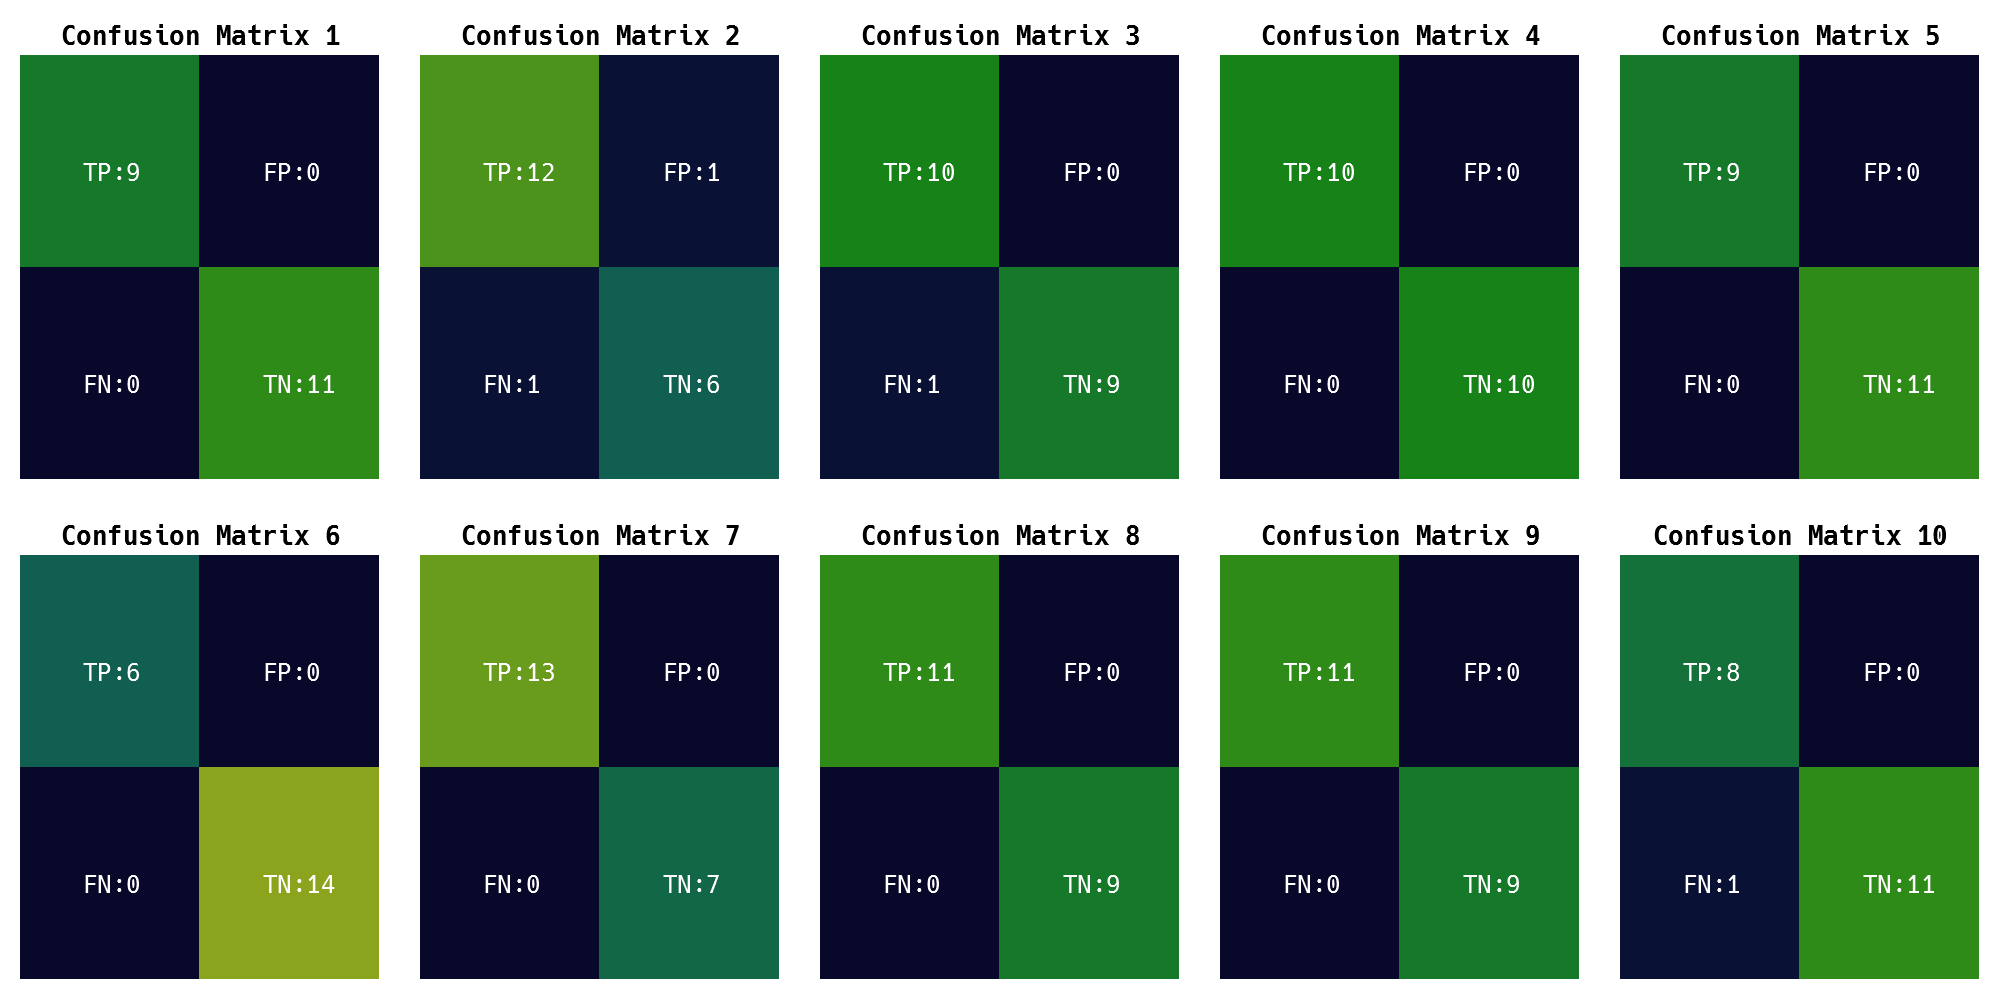 Confusion Matrix 1
TP:9 FP:0
FN:0 TN:11
Confusion Matrix 2
TP:12 FP:1
FN:1 TN:6
Confusion Matrix 3
TP:10 FP:0
FN:1 TN:9
Confusion Matrix 4
TP:10 FP:0
FN:0 TN:10
Confusion Matrix 5
TP:9 FP:0
FN:0 TN:11
Confusion Matrix 6
TP:6 FP:0
FN:0 TN:14
Confusion Matrix 7
TP:13 FP:0
FN:0 TN:7
Confusion Matrix 8
TP:11 FP:0
FN:0 TN:9
Confusion Matrix 9
TP:11 FP:0
FN:0 TN:9
Confusion Matrix 10
TP:8 FP:0
FN:1 TN:11